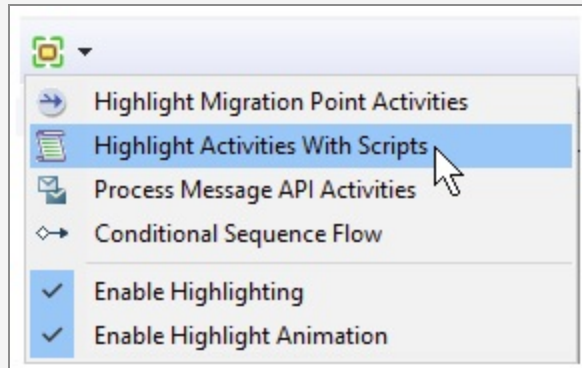 Highlight Migration Point Activities
Highlight Activities With Scripts
Process Message API Activities
Conditional Sequence Flow
Enable Highlighting
Enable Highlight Animation